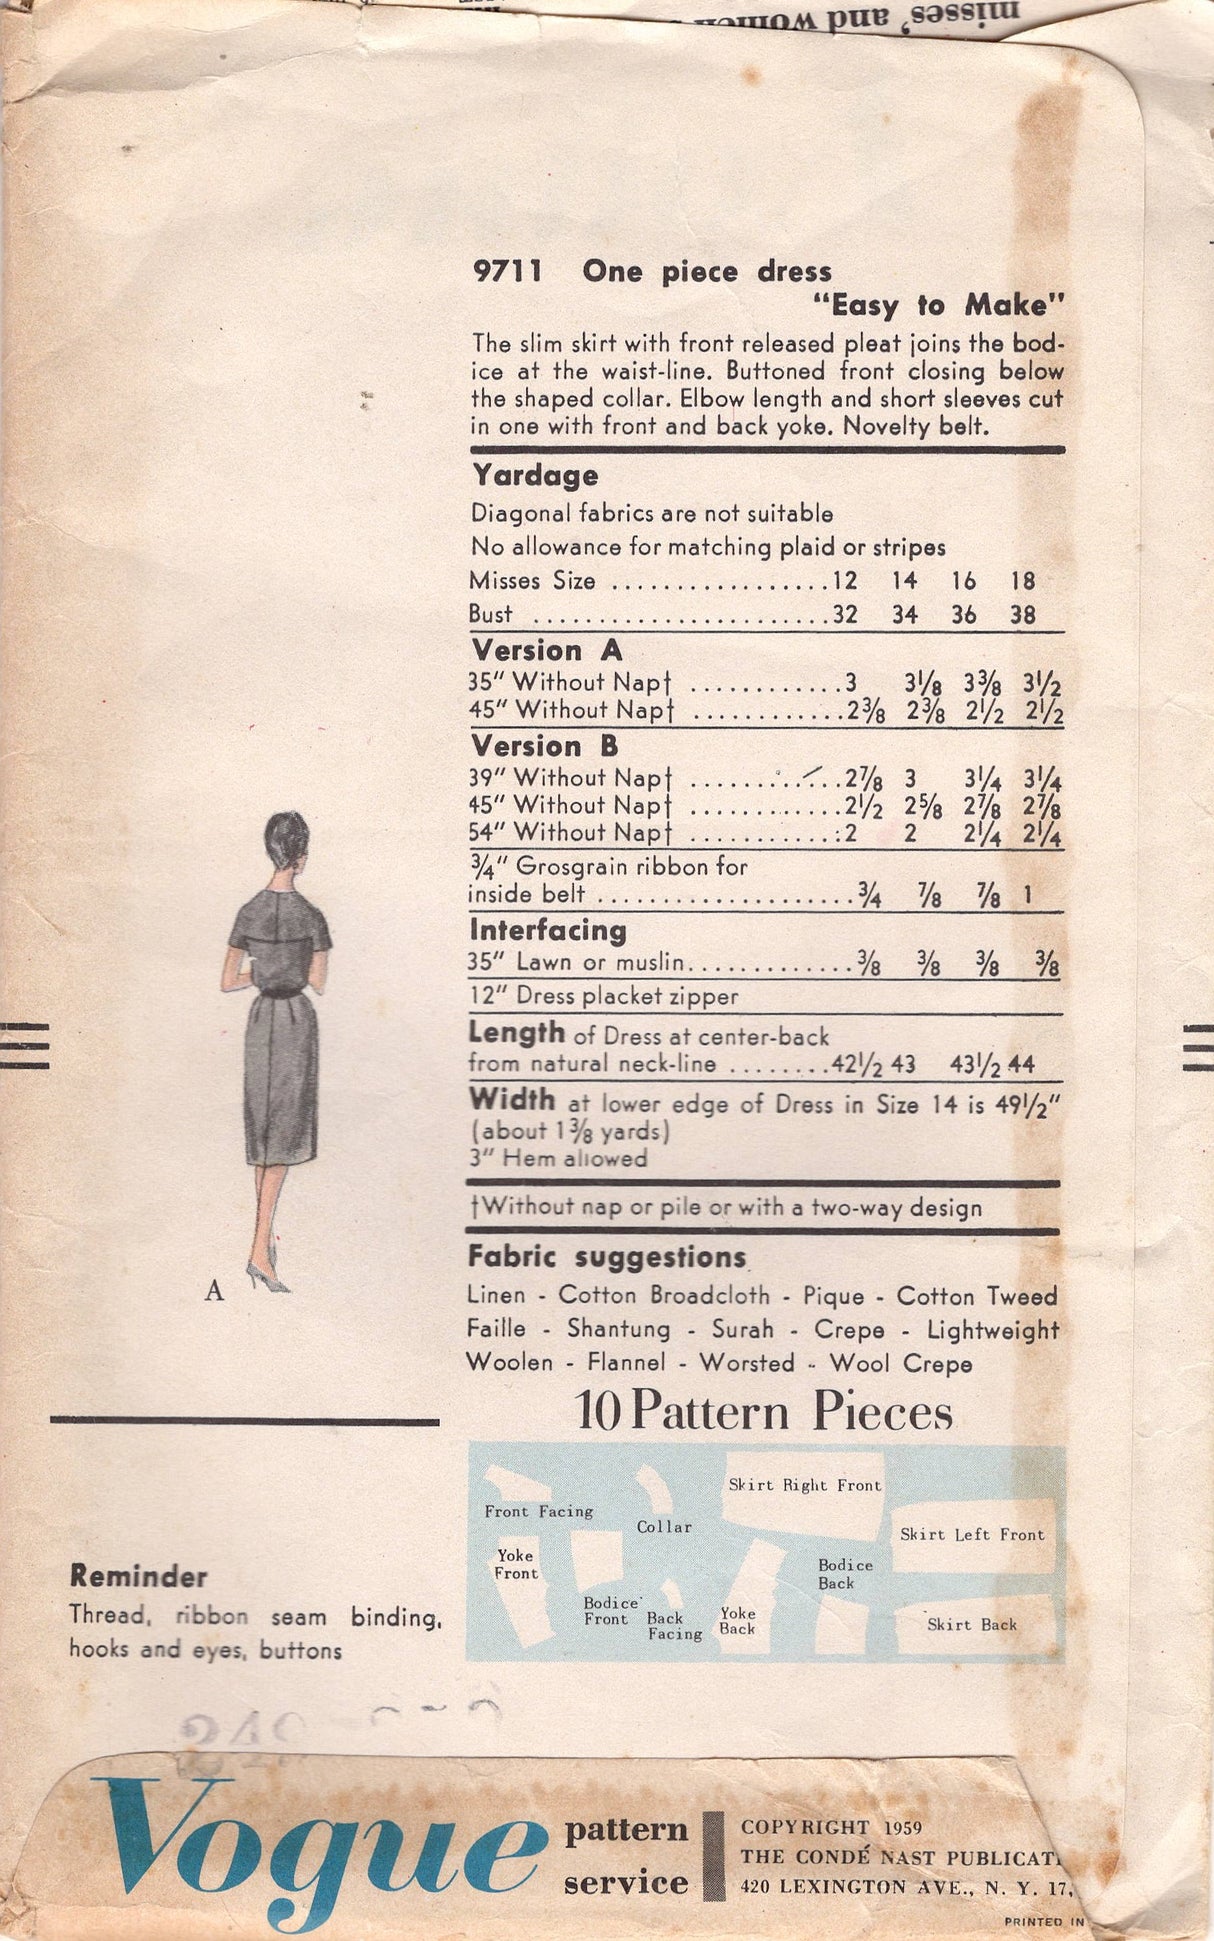 misses' and women
9711 One piece dress
"Easy to Make"
The slim skirt with front released pleat joins the bod-
ice at the waist-line. Buttoned front closing below
the shaped collar. Elbow length and short sleeves cut
in one with front and back yoke. Novelty belt.
Yardage
Diagonal fabrics are not suitable
No allowance for matching plaid or stripes
Misses Size .................12 14 16 18
Bust .......................32 34 36 38
Version A
35" Without Nap† ............3 3⅛ 3⅜ 3½
45" Without Nap† ............2⅜ 2⅜ 2½ 2½
Version B
39" Without Nap† ............2⅞ 3 3¼ 3¼
45" Without Nap† ............2½ 2⅝ 2⅞ 2⅞
54" Without Nap† ............2 2 2¼ 2¼
¾" Grosgrain ribbon for
inside belt ....................¾ ⅞ ⅞ 1
Interfacing
35" Lawn or muslin.............⅜ ⅜ ⅜ ⅜
12" Dress placket zipper
Length of Dress at center-back
from natural neck-line ........42½ 43 43½ 44
Width at lower edge of Dress in Size 14 is 49½"
(about 1⅜ yards)
3" Hem allowed
†Without nap or pile or with a two-way design
Fabric suggestions
Linen - Cotton Broadcloth - Pique - Cotton Tweed
Faille - Shantung - Surah - Crepe - Lightweight
Woolen - Flannel - Worsted - Wool Crepe
A
10 Pattern Pieces
Skirt Right Front
Front Facing
Collar
Skirt Left Front
Yoke
Front
Bodice
Back
Bodice
Front
Back
Facing
Yoke
Back
Skirt Back
Reminder
Thread, ribbon seam binding,
hooks and eyes, buttons
Vogue pattern
service
COPYRIGHT 1959
THE CONDÉ NAST PUBLICATI
420 LEXINGTON AVE., N. Y. 17,
PRINTED IN